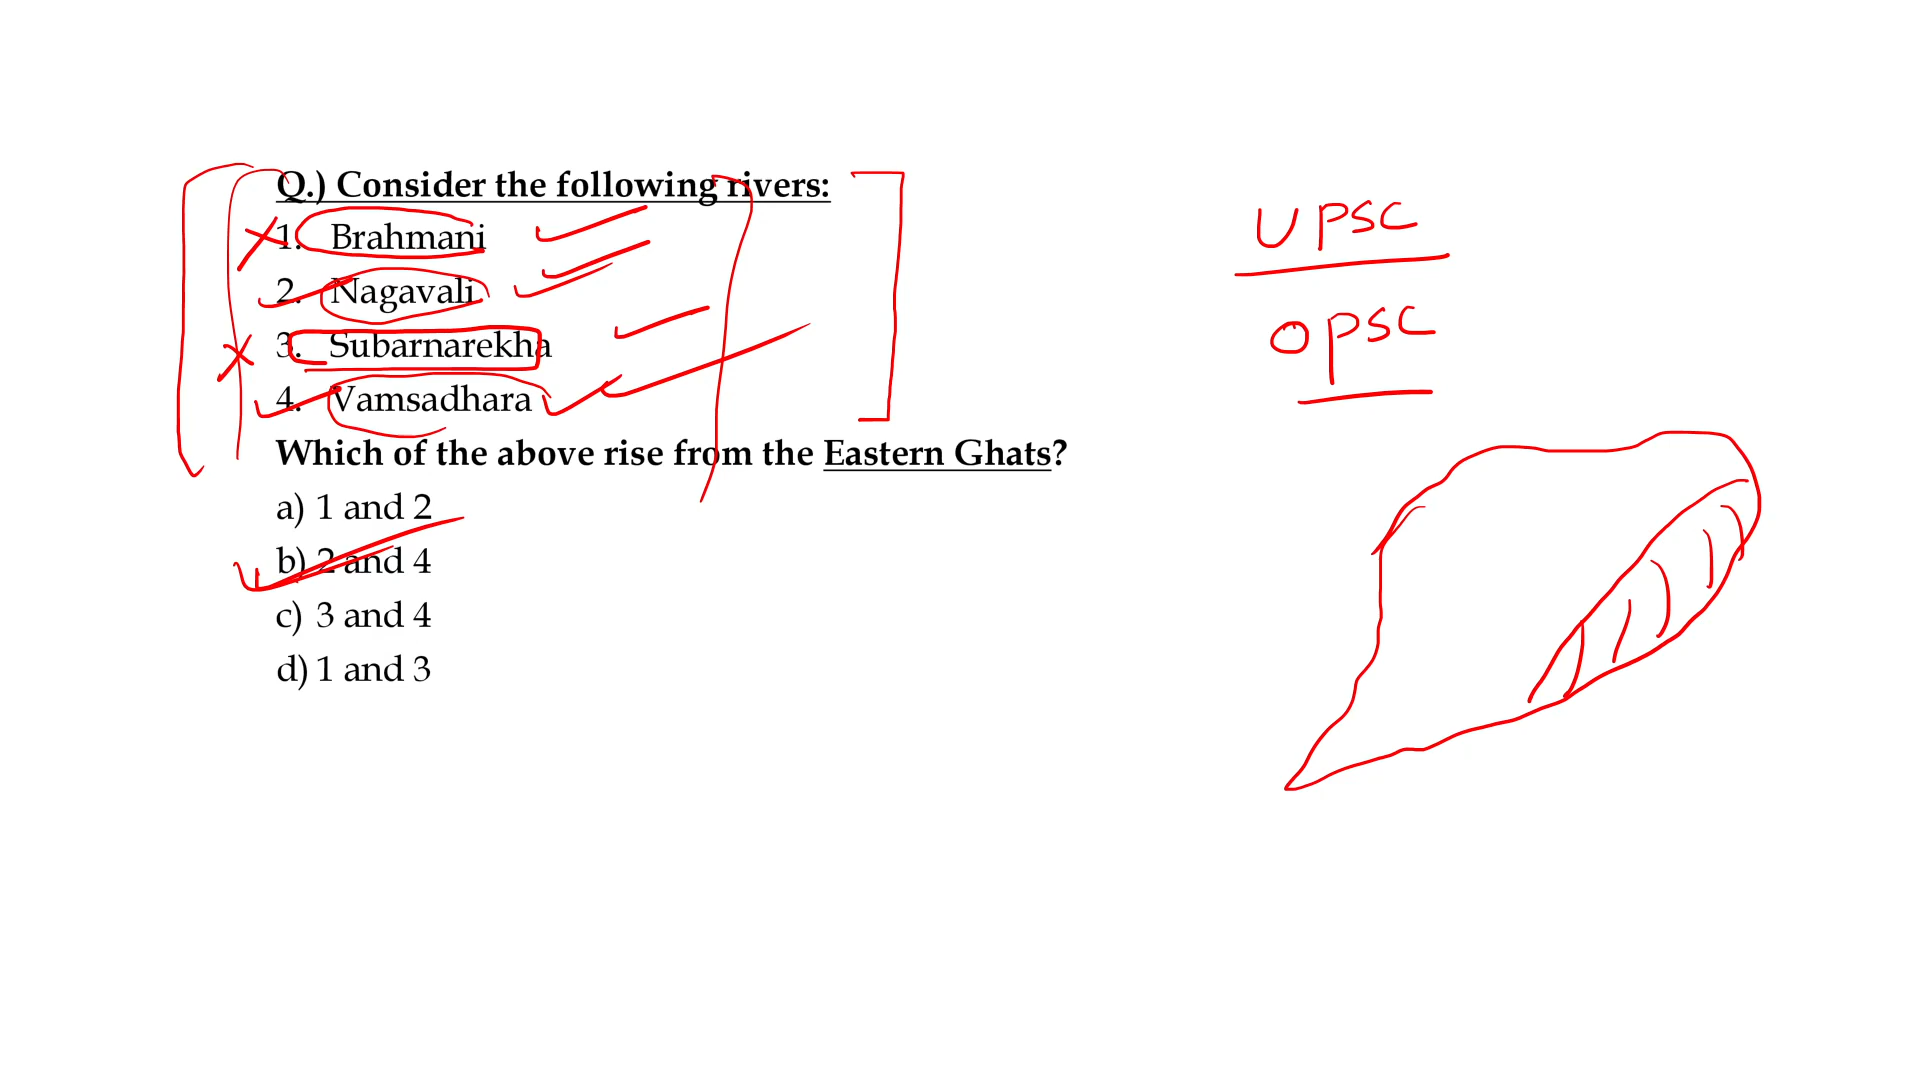 Q.) Consider the following rivers:
1. Brahmani
2. Nagavali
3. Subarnarekha
4. Vamsadhara
Which of the above rise from the Eastern Ghats?
a) 1 and 2
b) 2 and 4
c) 3 and 4
d) 1 and 3
UPSC
OPSC